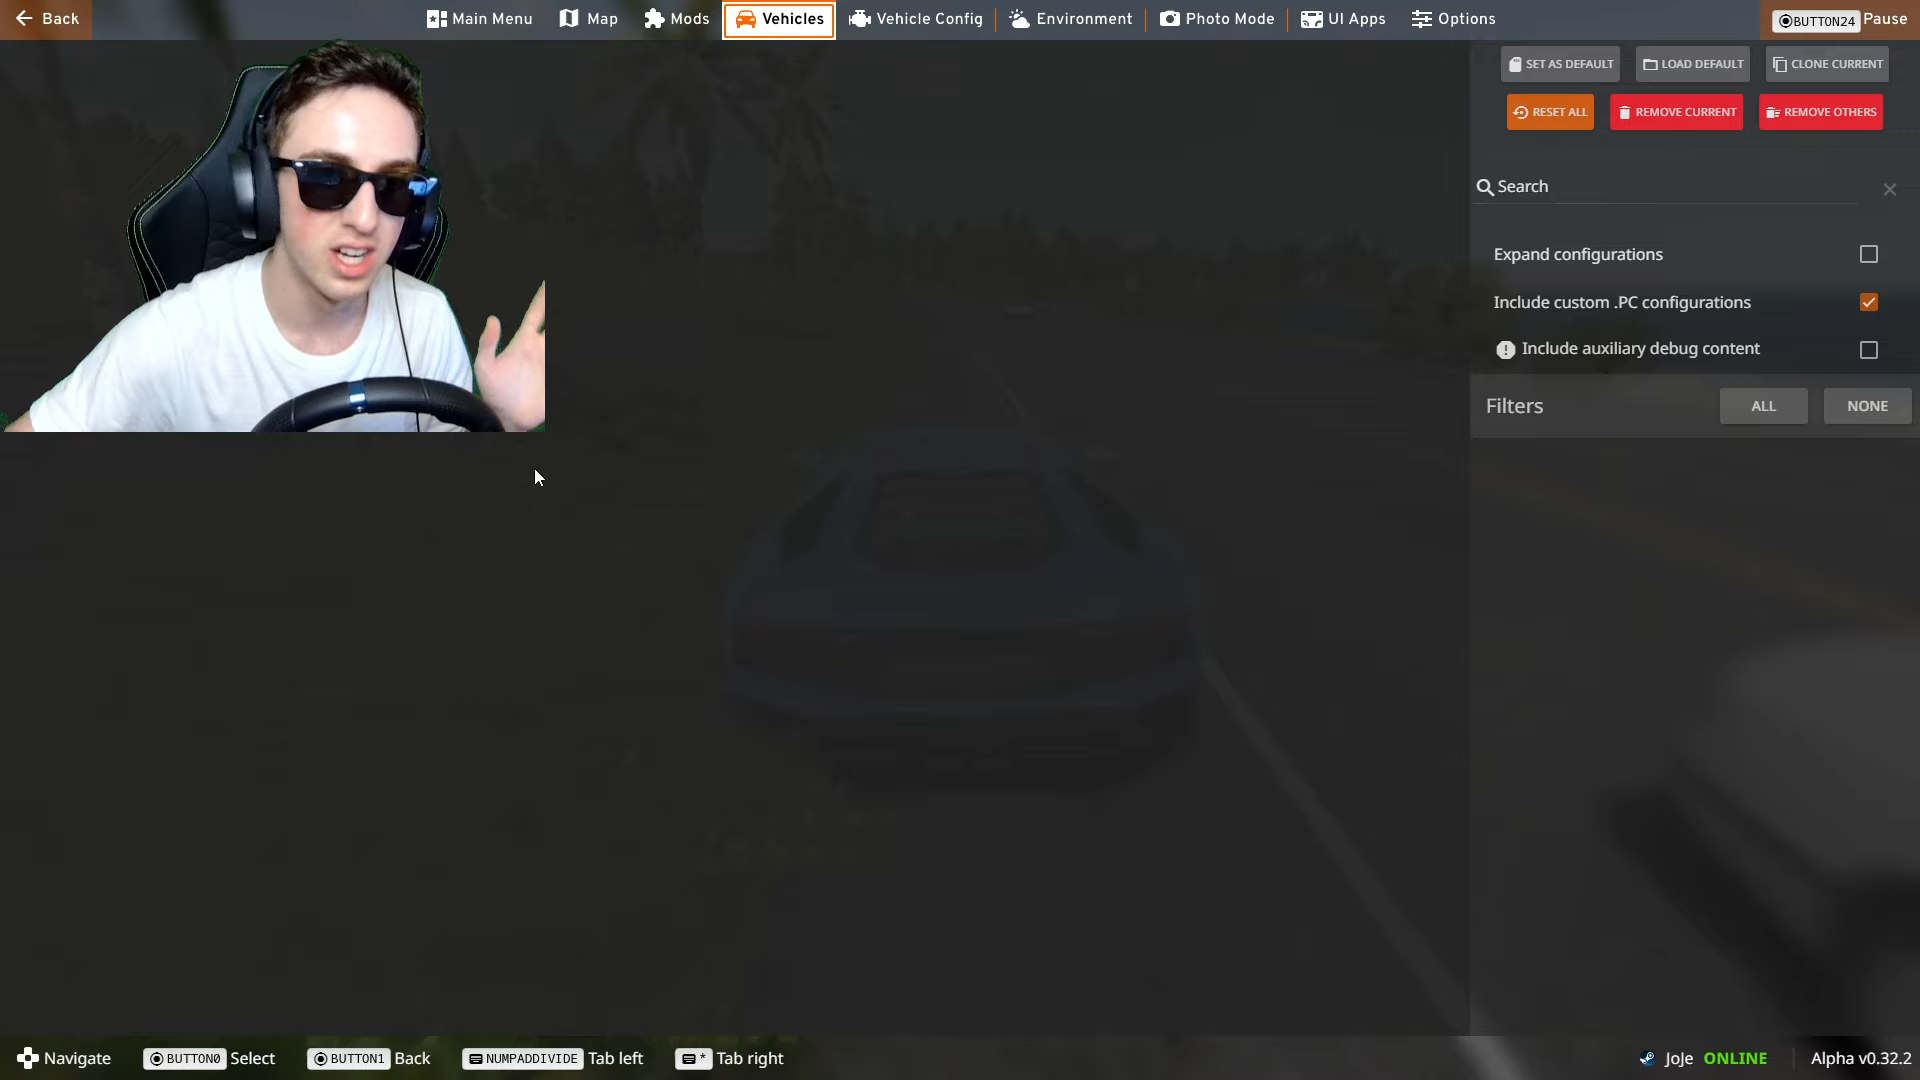 Back
Main Menu
Map
Mods
Vehicles
Vehicle Config
Environment
Photo Mode
UI Apps
Options
BUTTON24 Pause
SET AS DEFAULT
LOAD DEFAULT
CLONE CURRENT
RESET ALL
REMOVE CURRENT
REMOVE OTHERS
Search
Expand configurations
Include custom .PC configurations
Include auxiliary debug content
Filters
ALL
NONE
Navigate
BUTTON0 Select
BUTTON1 Back
NUMPADDIVIDE Tab left
* Tab right
JoJe ONLINE
Alpha v0.32.2